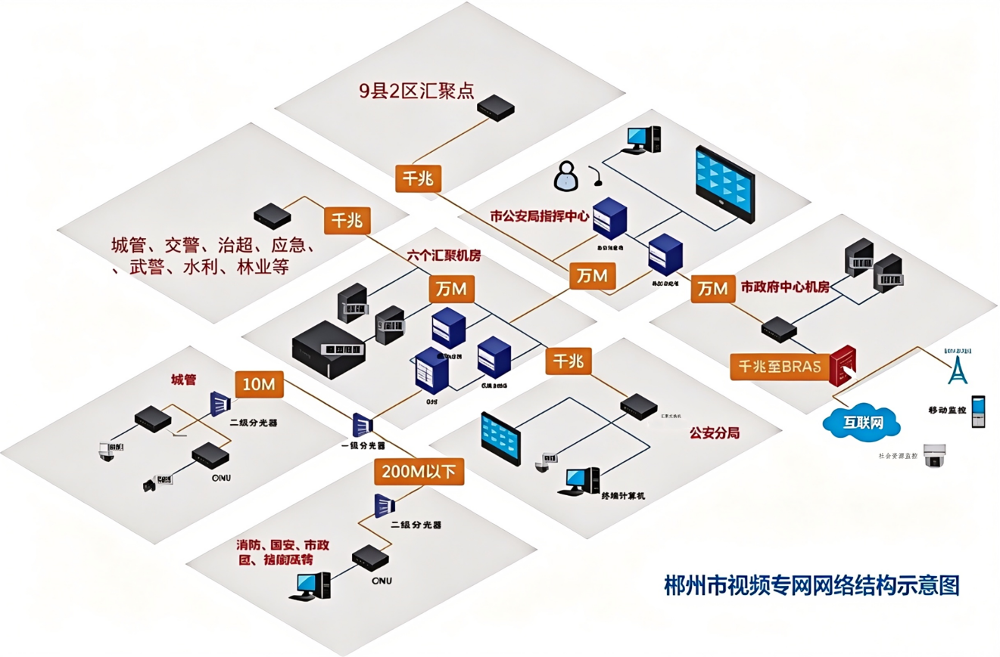 9县2区汇聚点
千兆
千兆
城管、交警、治超、应急、
、武警、水利、林业等
市公安局指挥中心
六个汇聚机房
万M
万M
万M
市政府中心机房
千兆
千兆至BRAS
城管
10M
二级分光器
ONU
一级分光器
汇聚交换机
公安分局
终端计算机
互联网
移动监控
社会资源监控
200M以下
二级分光器
消防、国安、市政
ONU
郴州市视频专网网络结构示意图